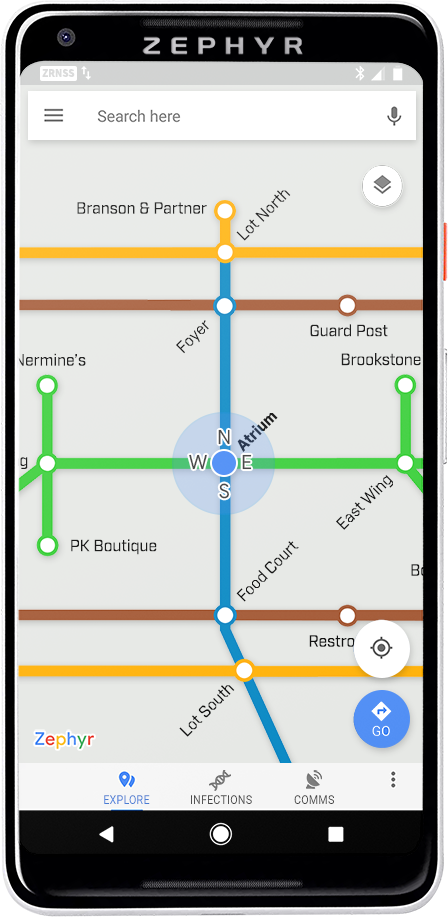 ZEPHYR
ZRNSS
Search here
Branson & Partner
Lot North
Foyer
Guard Post
Nermine's
Brookstone
N
Atrium
W
E
S
g
East Wing
PK Boutique
Food Court
Bo
Restro
Lot South
Zephyr
GO
EXPLORE
INFECTIONS
COMMS